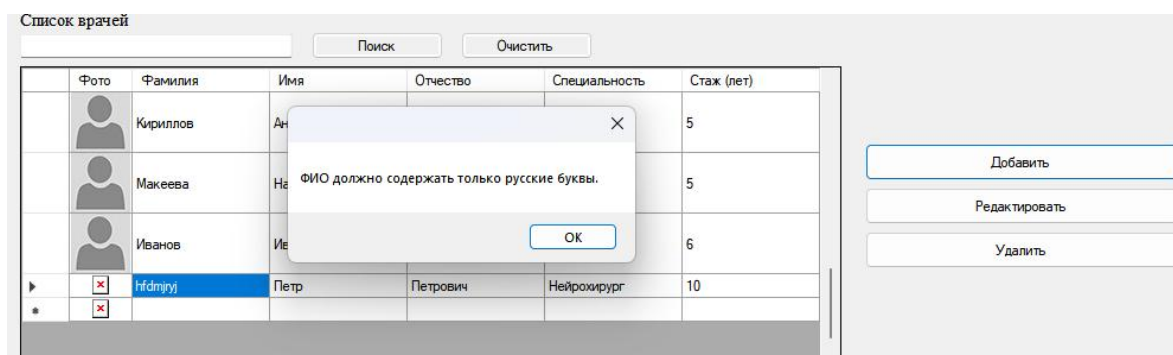 Список врачей
Поиск Очистить
Фото Фамилия Имя Отчество Специальность Стаж (лет)
Кириллов 5
Макеева 5
ФИО должно содержать только русские буквы.
OK
Иванов 6
hfdmjryj Петр Петрович Нейрохирург 10
Добавить
Редактировать
Удалить